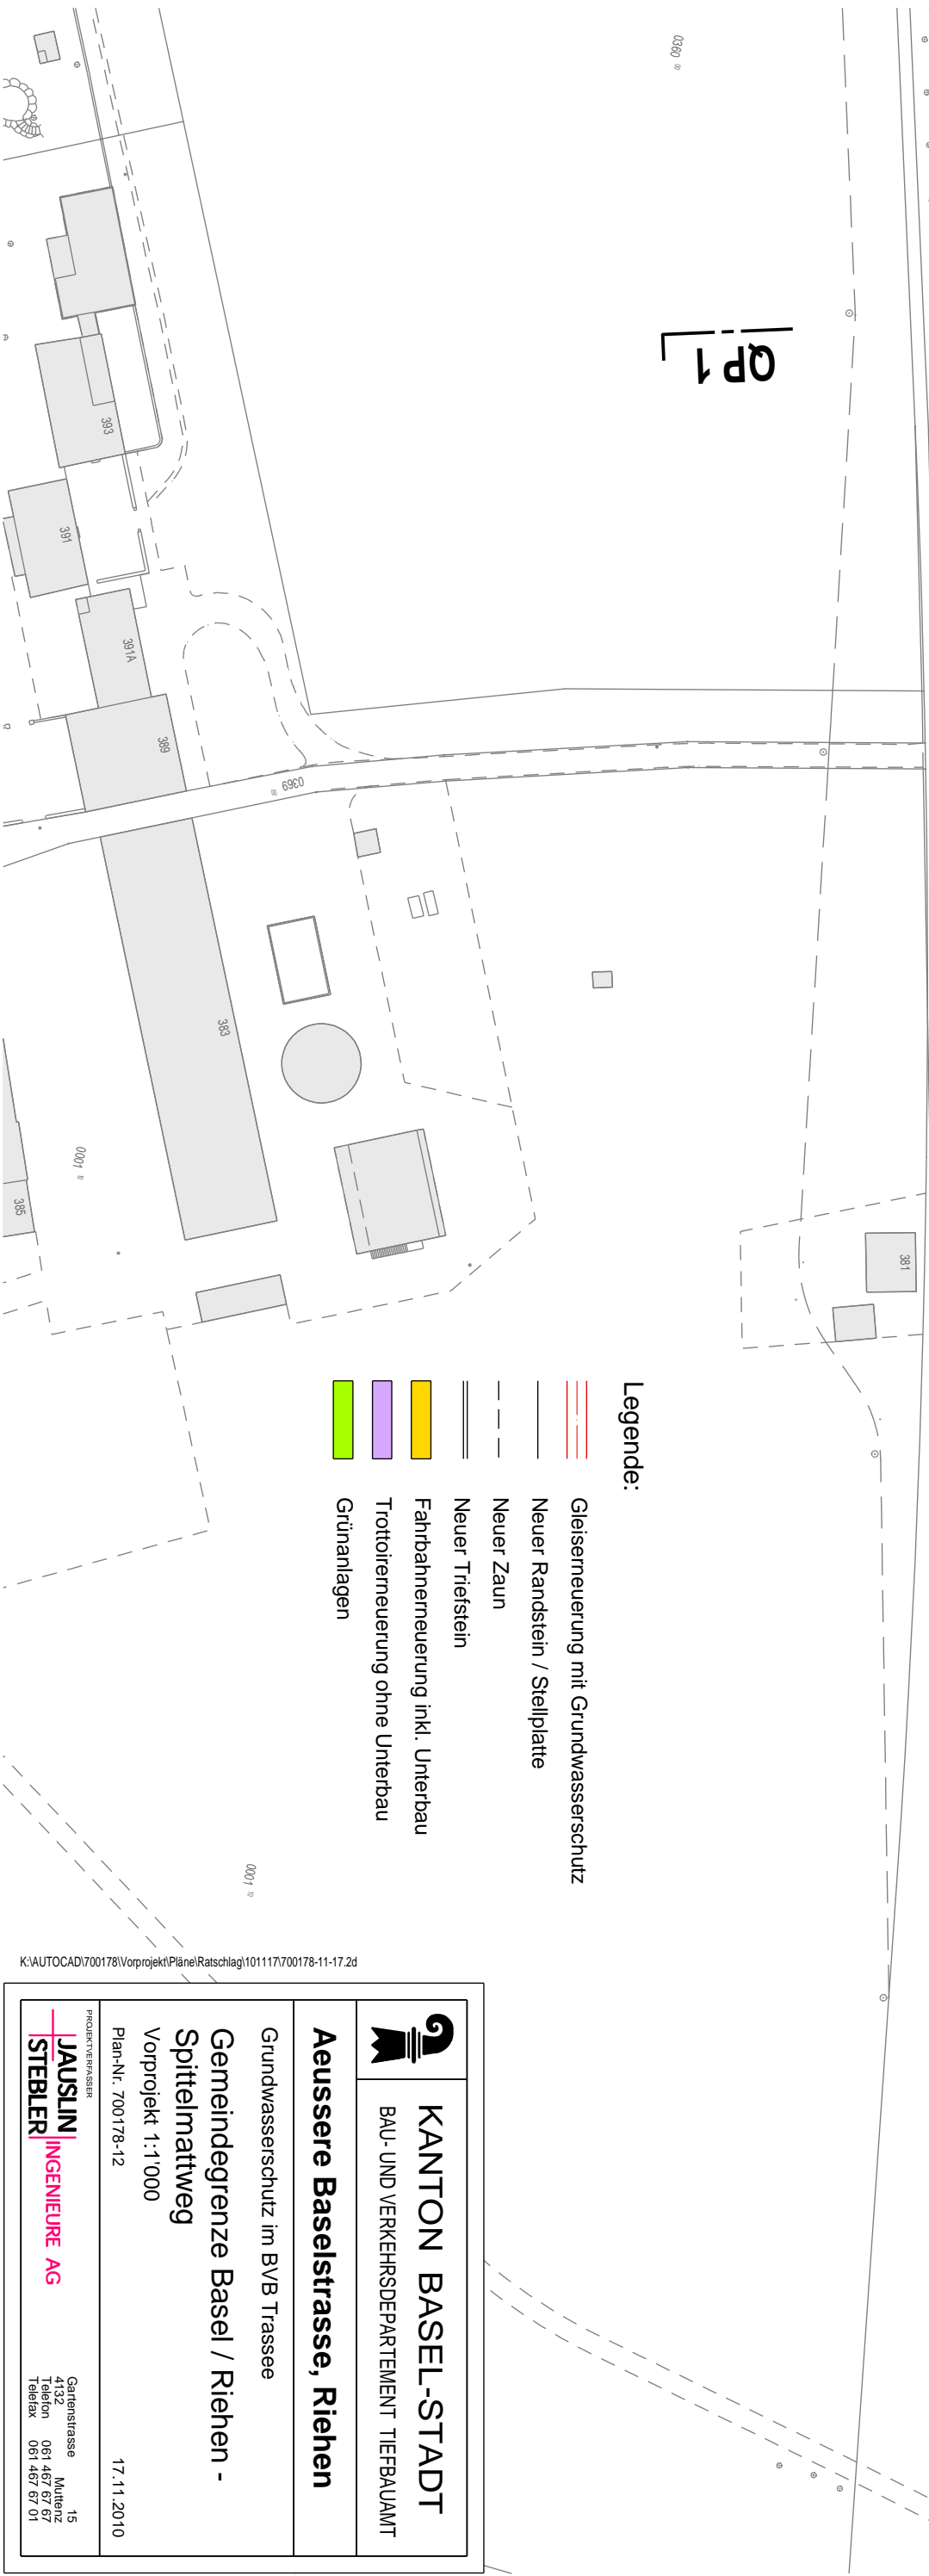 0360
QP 1
393
391
391A
389
0369
383
0001
385
381
Legende:
Gleiserneuerung mit Grundwasserschutz
Neuer Randstein / Stellplatte
Neuer Zaun
Neuer Triefstein
Fahrbahnerneuerung inkl. Unterbau
Trottoirerneuerung ohne Unterbau
Grünanlagen
0001
K:\AUTOCAD\700178\Vorprojekt\Pläne\Ratschlag\101117\700178-11-17.2d
KANTON BASEL-STADT
BAU- UND VERKEHRSDEPARTEMENT TIEFBAUAMT
Aeussere Baselstrasse, Riehen
Grundwasserschutz im BVB Trassee
Gemeindegrenze Basel / Riehen -
Spittelmattweg
Vorprojekt 1:1'000
Plan-Nr. 700178-12 17.11.2010
PROJEKTVERFASSER
JAUSLIN
STEBLER INGENIEURE AG
Gartenstrasse 15
4132 Muttenz
Telefon 061 467 67 67
Telefax 061 467 67 01